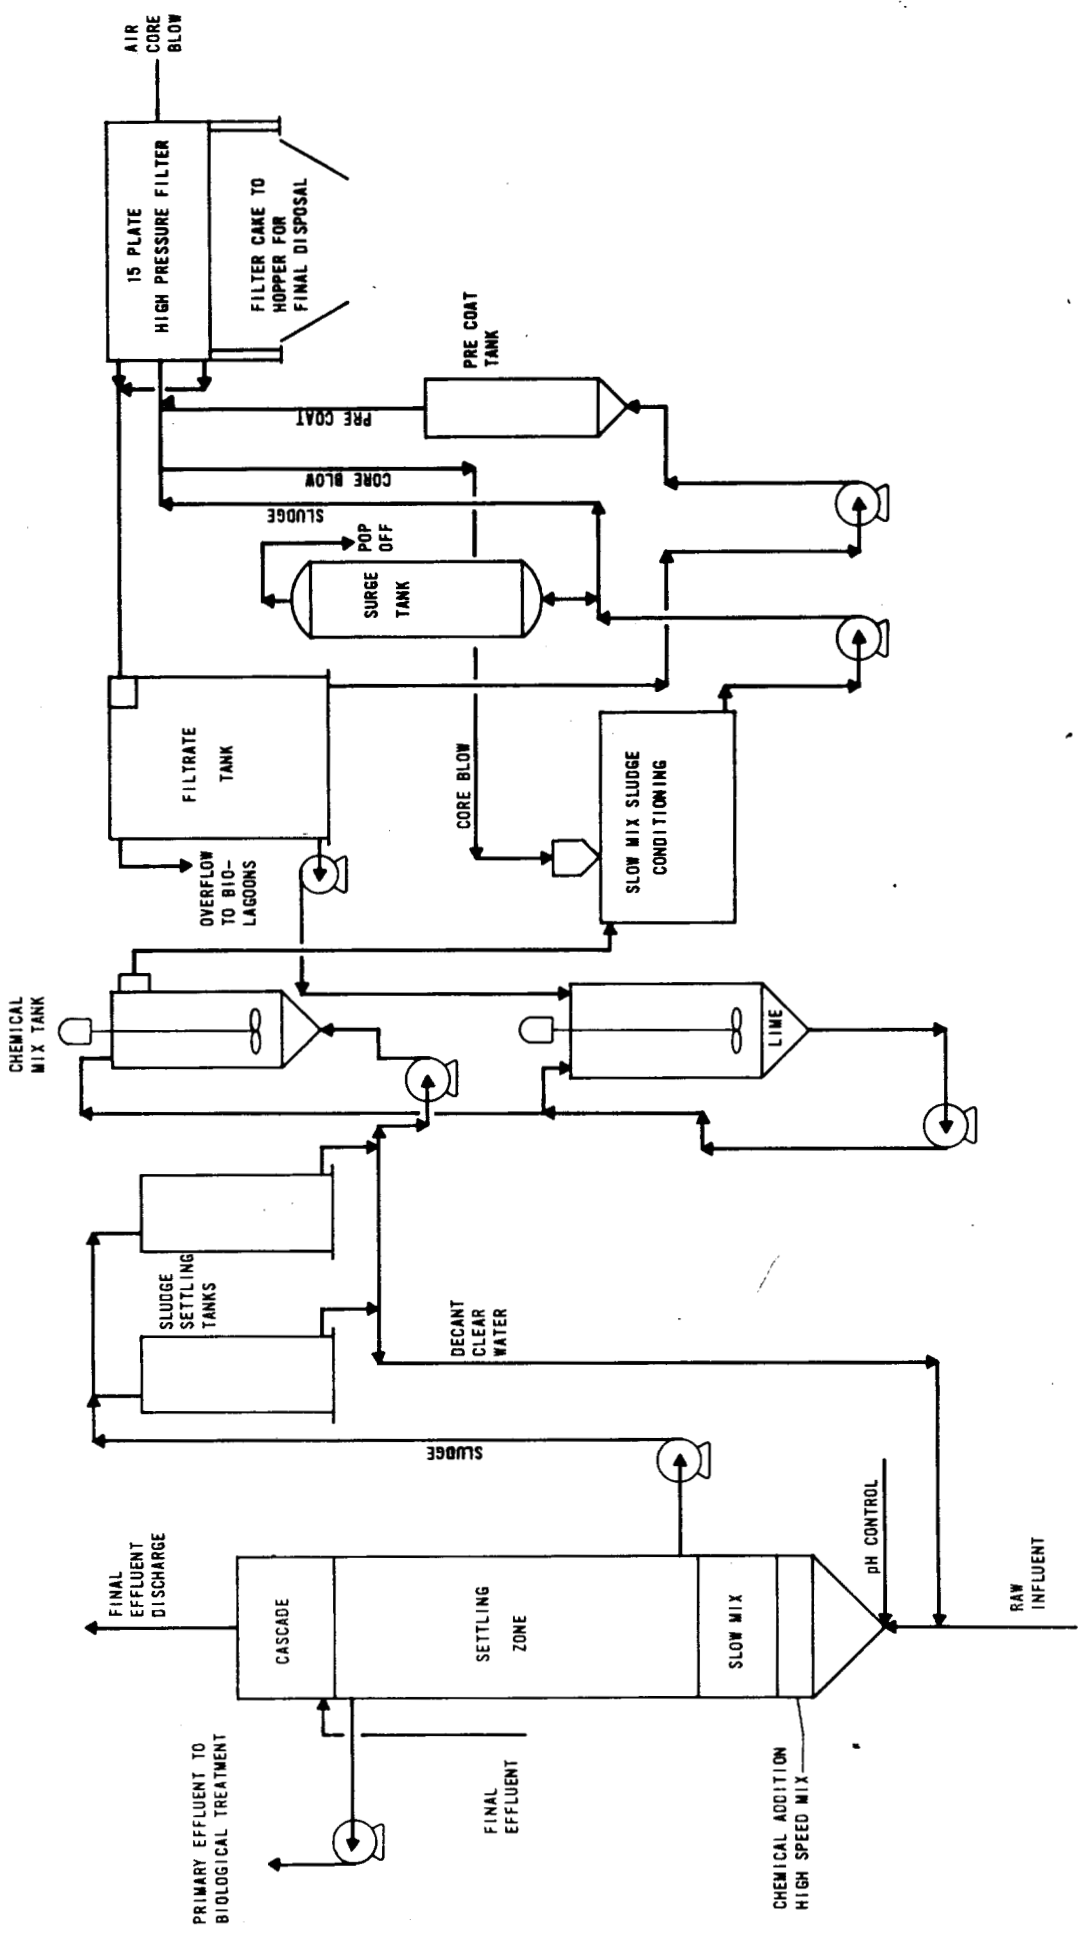 AIR
CORE
BLOW
15 PLATE
HIGH PRESSURE FILTER
FILTER CAKE TO
HOPPER FOR
FINAL DISPOSAL
PRE COAT
TANK
PRE COAT
CORE BLOW
SLUDGE
POP
OFF
SURGE
TANK
FILTRATE
TANK
CORE BLOW
SLOW MIX SLUDGE
CONDITIONING
OVERFLOW
TO BIO-
LAGOONS
CHEMICAL
MIX TANK
LIME
SLUDGE
SETTLING
TANKS
DECANT
CLEAR
WATER
SLUDGE
FINAL
EFFLUENT
DISCHARGE
CASCADE
SETTLING
ZONE
SLOW MIX
pH CONTROL
RAW
INFLUENT
PRIMARY EFFLUENT TO
BIOLOGICAL TREATMENT
FINAL
EFFLUENT
CHEMICAL ADDITION
HIGH SPEED MIX